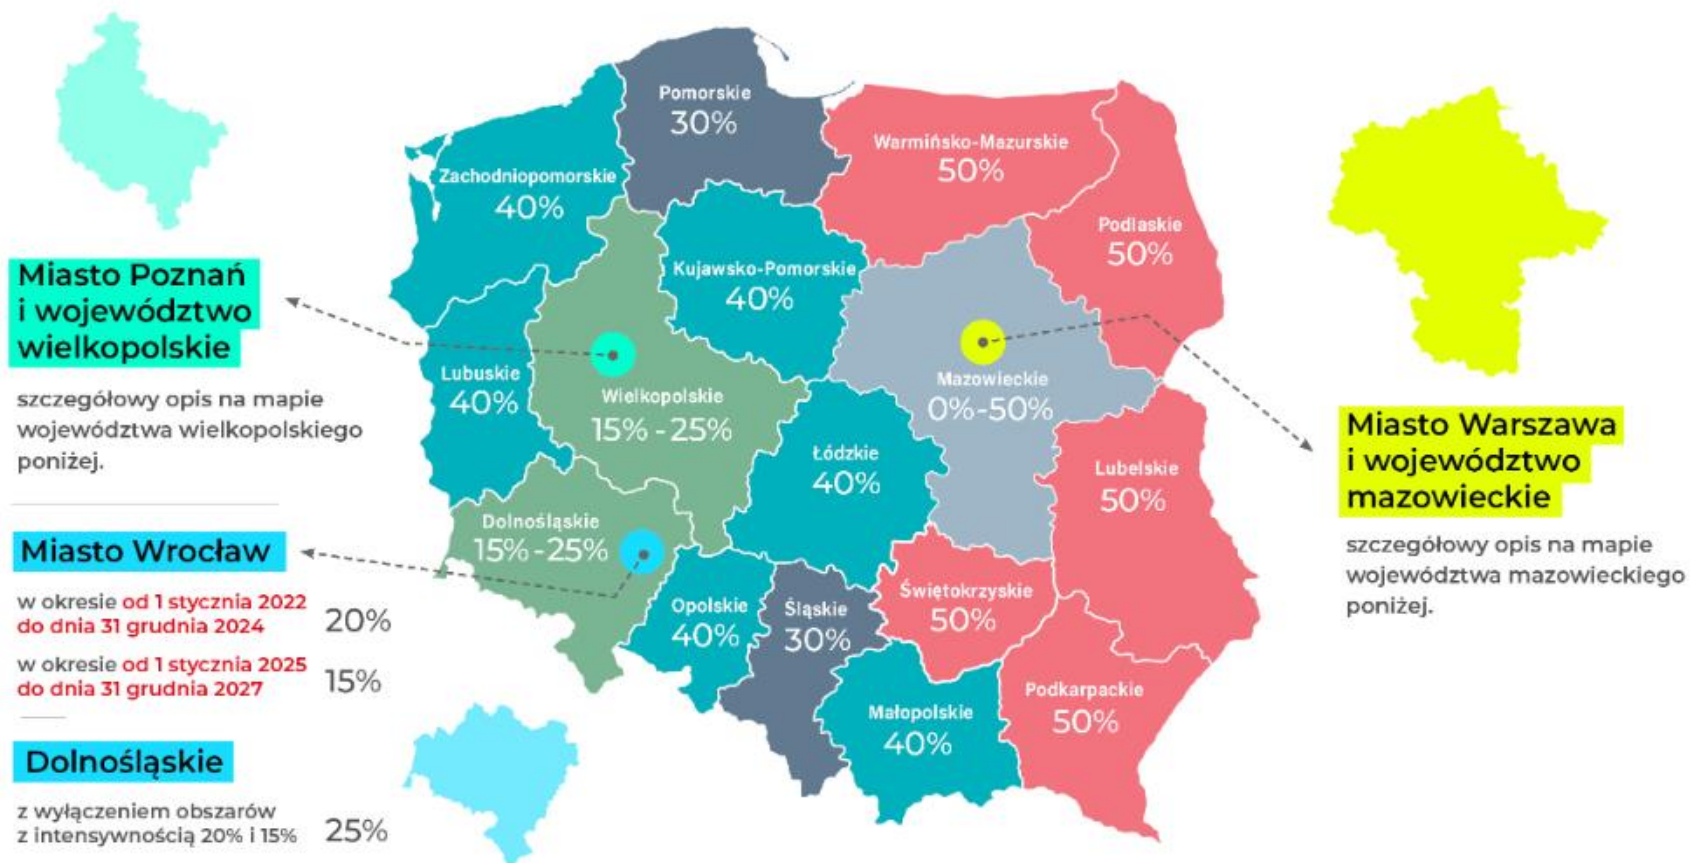 Miasto Poznań
i województwo
wielkopolskie
szczegółowy opis na mapie
województwa wielkopolskiego
poniżej.
Miasto Wrocław
w okresie od 1 stycznia 2022
do dnia 31 grudnia 2024
20%
w okresie od 1 stycznia 2025
do dnia 31 grudnia 2027
15%
Dolnośląskie
z wyłączeniem obszarów
z intensywnością 20% i 15%
25%
Pomorskie
30%
Zachodniopomorskie
40%
Warmińsko-Mazurskie
50%
Podlaskie
50%
Kujawsko-Pomorskie
40%
Lubuskie
40%
Wielkopolskie
15% - 25%
Mazowieckie
0%-50%
Łódzkie
40%
Lubelskie
50%
Dolnośląskie
15% - 25%
Opolskie
40%
Śląskie
30%
Świętokrzyskie
50%
Małopolskie
40%
Podkarpackie
50%
Miasto Warszawa
i województwo
mazowieckie
szczegółowy opis na mapie
województwa mazowieckiego
poniżej.